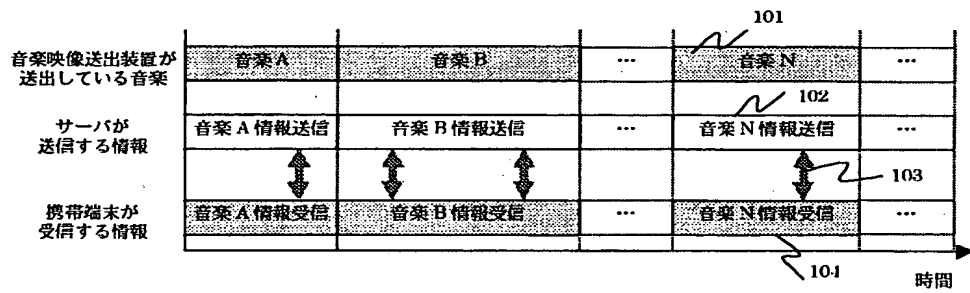 101
音楽映像送出装置が
送出している音楽
音楽A
音楽B
…
音楽N
…
102
サーバが
送信する情報
音楽A情報送信
音楽B情報送信
…
音楽N情報送信
…
103
携帯端末が
受信する情報
音楽A情報受信
音楽B情報受信
…
音楽N情報受信
…
104
時間